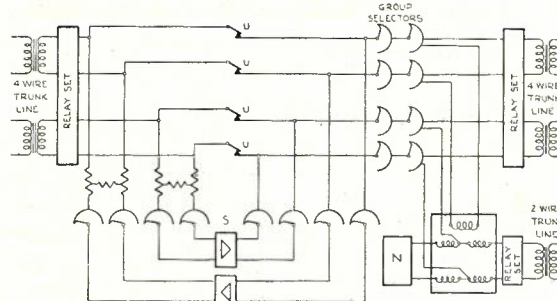 GROUP
SELECTORS
U
U
U
U
4 WIRE
TRUNK
LINE
RELAY SET
RELAY SET
4 WIRE
TRUNK
LINE
S
N
RELAY
SET
2 WIRE
TRUNK
LINE